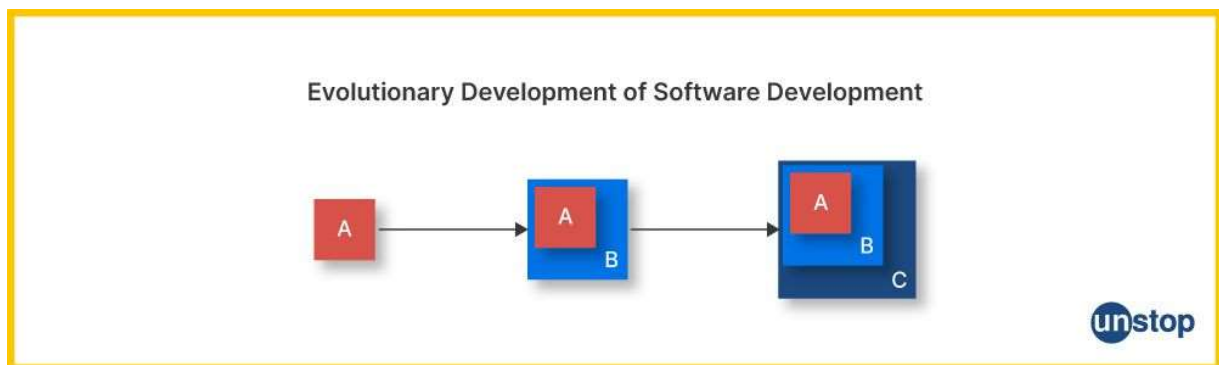 Evolutionary Development of Software Development
A
A
B
A
B
C
unstop